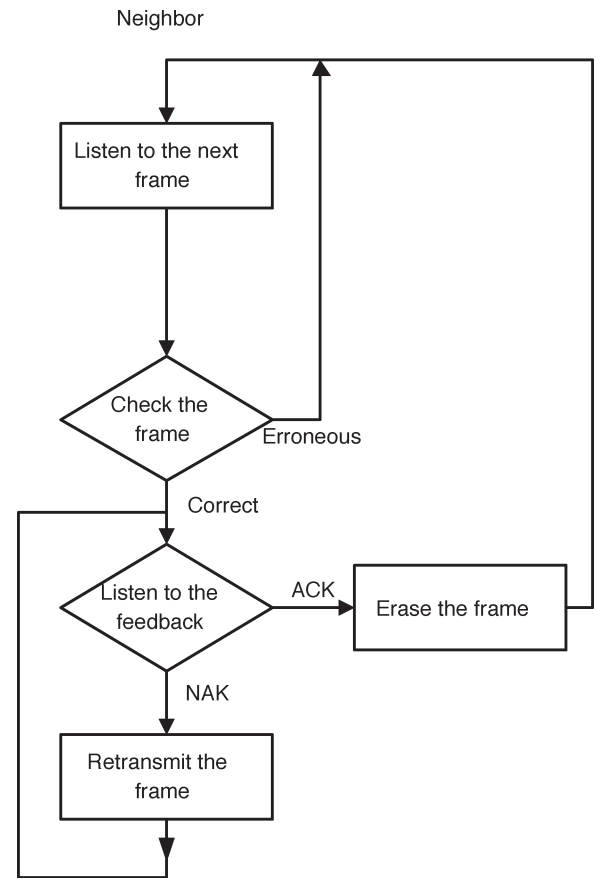 Neighbor
Listen to the next
frame
Check the
frame
Erroneous
Correct
Listen to the
feedback
ACK
Erase the frame
NAK
Retransmit the
frame